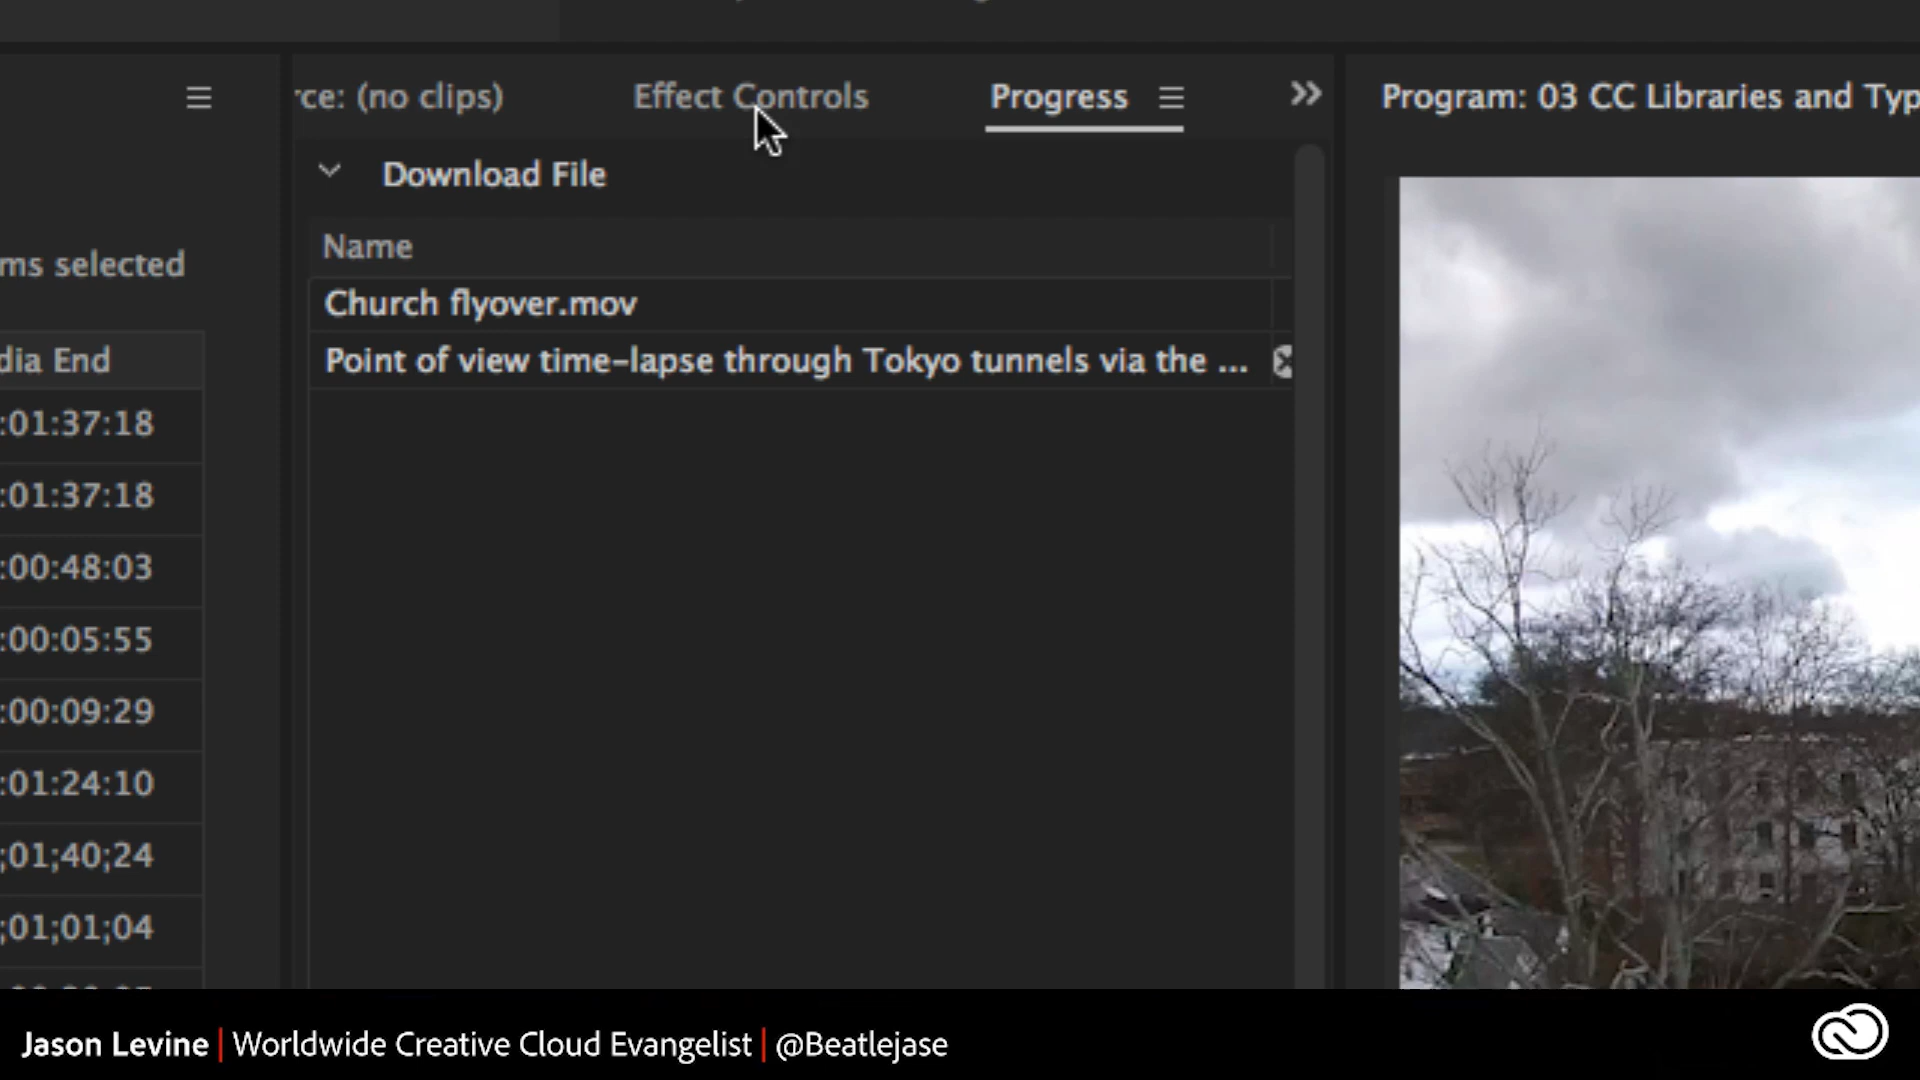 rce: (no clips)
Effect Controls
Progress
Program: 03 CC Libraries and Typ
Download File
Name
Church flyover.mov
Point of view time-lapse through Tokyo tunnels via the ...
ms selected
dia End
:01:37:18
:01:37:18
:00:48:03
:00:05:55
:00:09:29
:01:24:10
;01;40;24
;01;01;04
Jason Levine | Worldwide Creative Cloud Evangelist | @Beatlejase